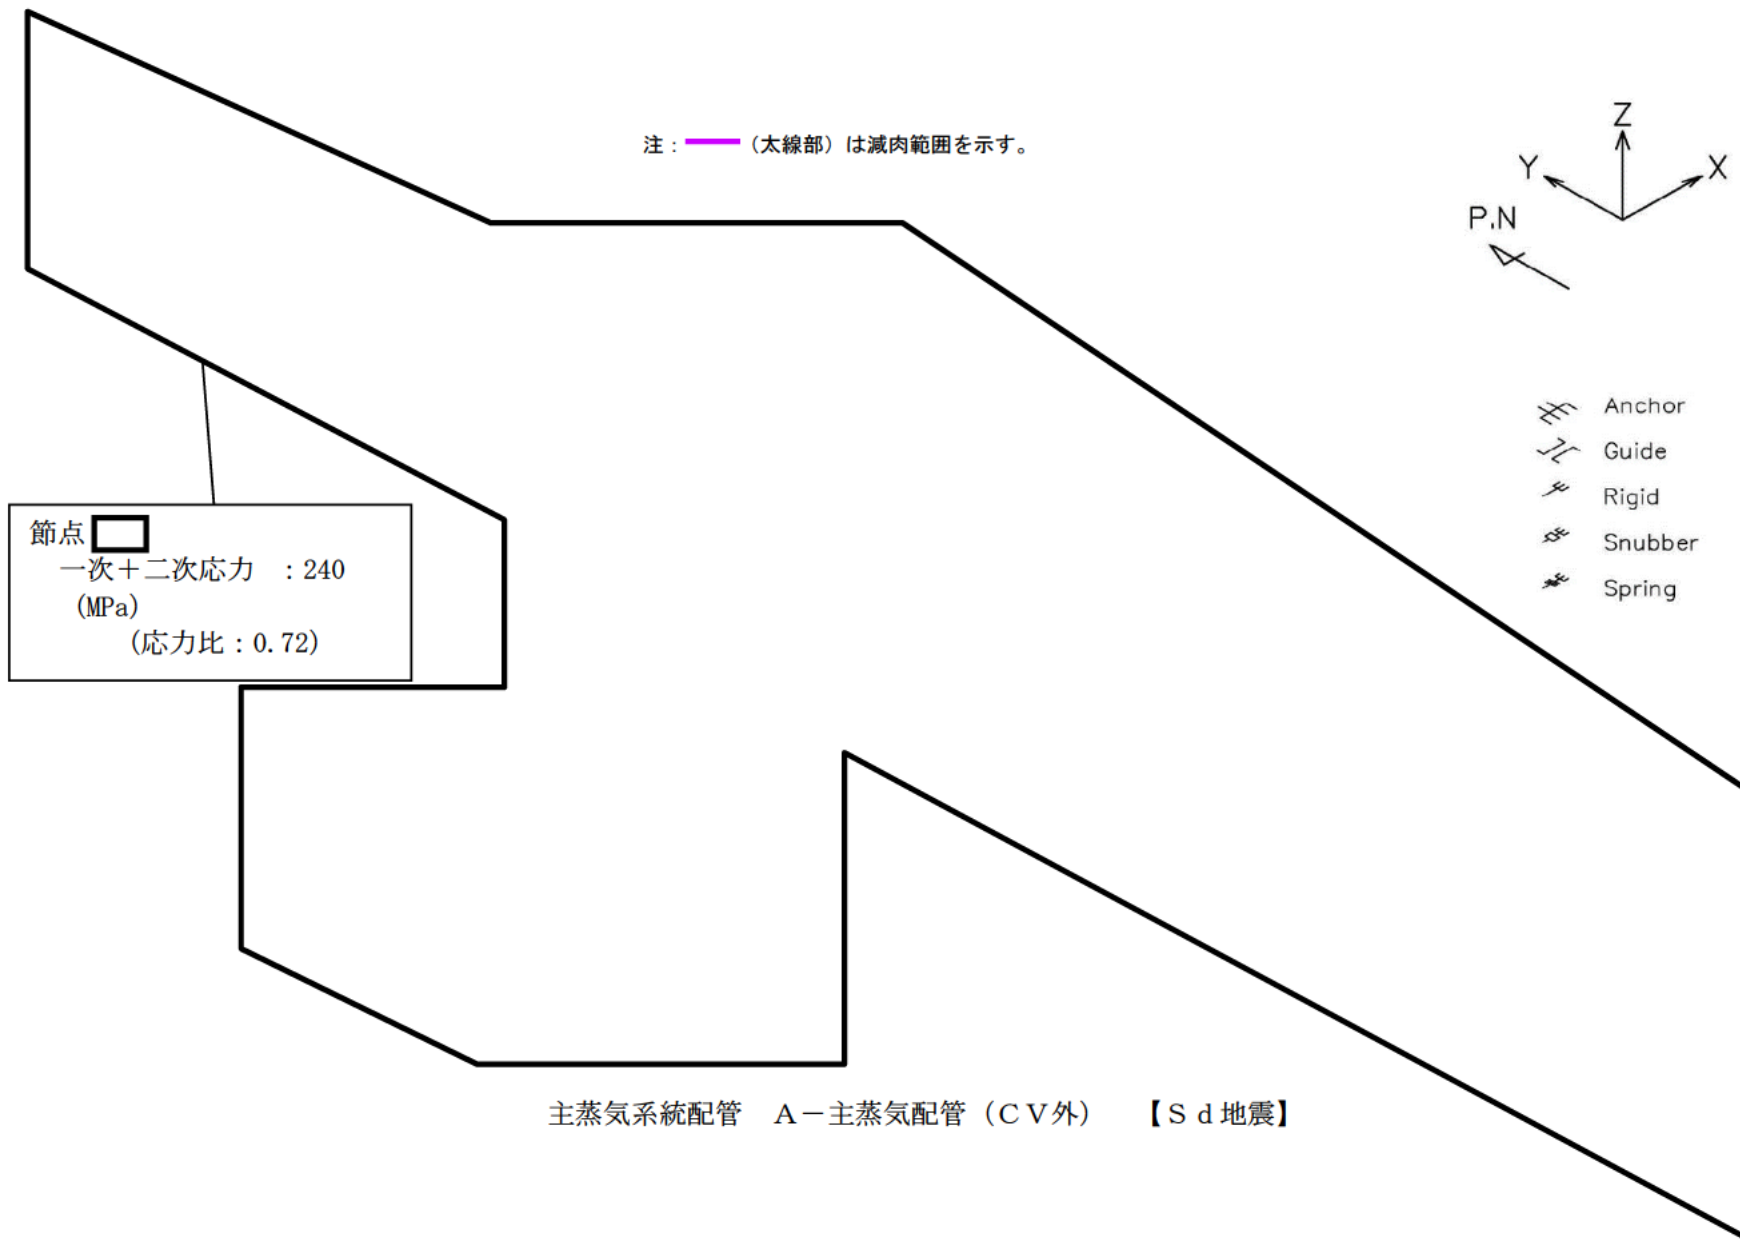 注：（太線部）は減肉範囲を示す。
Z
Y
X
P.N
Anchor
Guide
Rigid
Snubber
Spring
節点
一次＋二次応力　：240
(MPa)
(応力比：0.72)
主蒸気系統配管　Ａ－主蒸気配管（ＣＶ外）　【Ｓｄ地震】